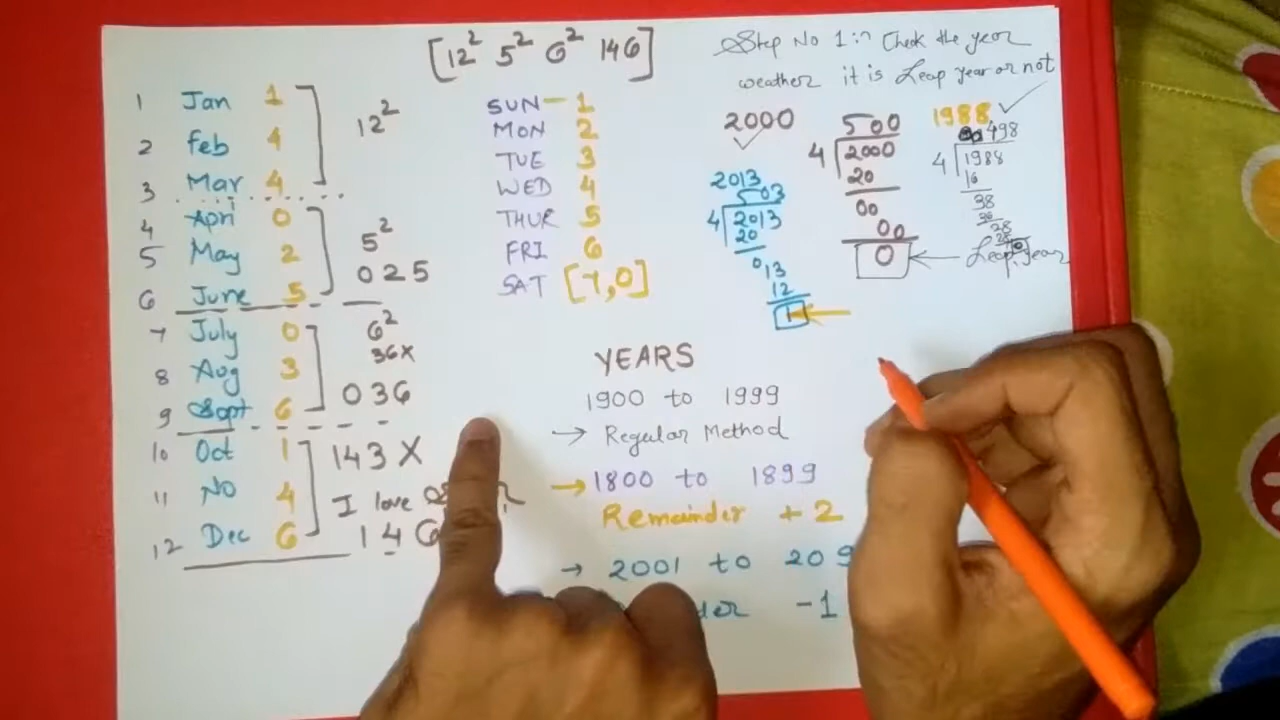 [12² 5² 6² 146]
1 Jan 1
2 feb 4
3 Mar 4
12²
4 Apri 0
5 May 2
6 June 5
5²
025
7 July 0
8 Aug 3
9 Sept 6
6²
36X
036
10 Oct 1
11 No 4
12 Dec 6
143 X
I love
146
SUN - 1
MON 2
TUE 3
WED 4
THUR 5
FRI 6
SAT [7,0]
Step No 1:- Check the year
weather it is Leap year or not
2000
500
4 2000
20
00
00
0
Leap year
2013
503
4 2013
20
013
12
1
1988
498
4 1988
16
38
36
28
28
0
YEARS
1900 to 1999
→ Regular Method
→ 1800 to 1899
Remainder +2
→ 2001 to 209
der -1